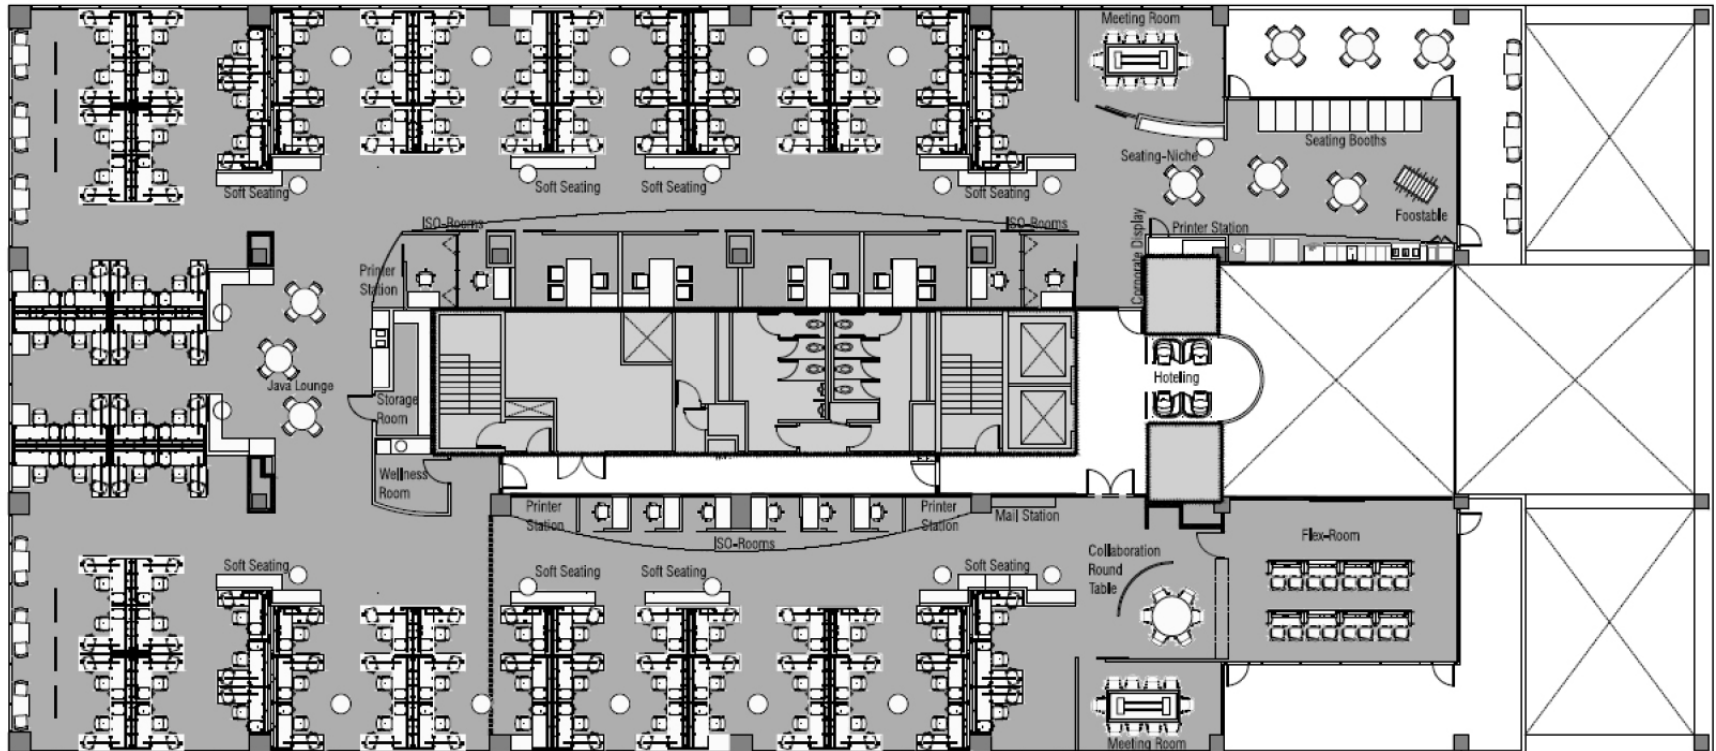 Meeting Room
Seating Booths
Seating-Niche
Soft Seating
Soft Seating
Soft Seating
Soft Seating
Foostable
ISO-Rooms
ISO-Rooms
Printer Station
Corporate Display
Printer
Station
Hoteling
Java Lounge
Storage
Room
Wellness
Room
Printer
Station
Printer
Station
Mail Station
ISO-Rooms
Flex-Room
Collaboration
Round
Table
Soft Seating
Soft Seating
Soft Seating
Soft Seating
Meeting Room